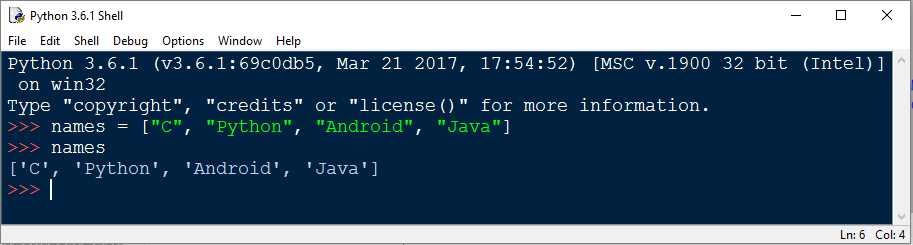 Python 3.6.1 Shell
File Edit Shell Debug Options Window Help
Python 3.6.1 (v3.6.1:69c0db5, Mar 21 2017, 17:54:52) [MSC v.1900 32 bit (Intel)]
 on win32
Type "copyright", "credits" or "license()" for more information.
>>> names = ["C", "Python", "Android", "Java"]
>>> names
['C', 'Python', 'Android', 'Java']
>>>
Ln: 6 Col: 4